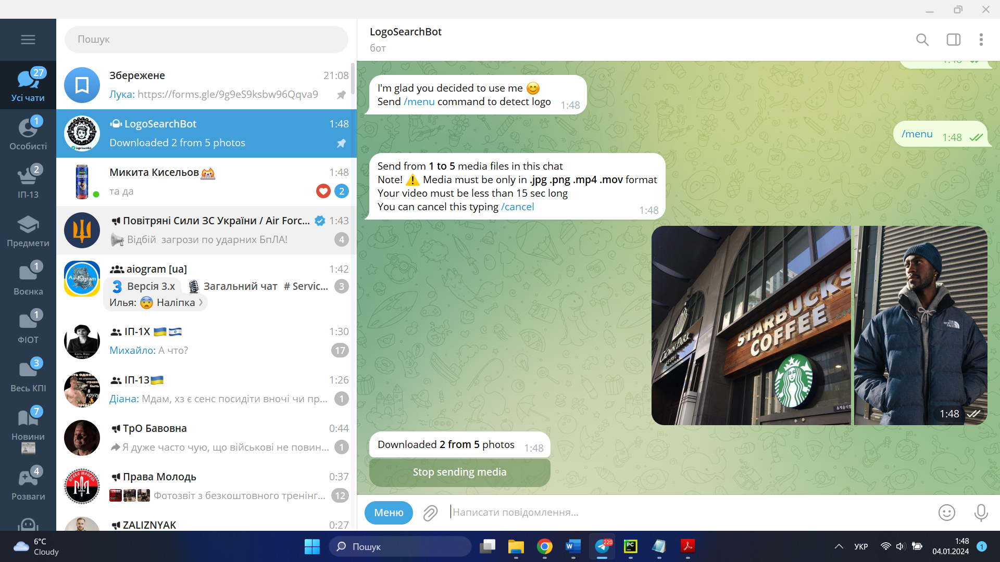 27
Усі чати
1
Особисті
2
ІП-13
Предмети
1
Воєнка
1
ФІОТ
3
Весь КПІ
7
Новини
4
Розваги
Пошук
Збережене 21:08
Лука: https://forms.gle/9g9eS9ksbw96Qqva9
LogoSearchBot 1:48
Downloaded 2 from 5 photos
Микита Кисельов 1:48
та да 2
Повітряні Сили ЗС України / Air Forc... 1:43
Відбій загрози по ударних БпЛА! 4
aiogram [ua] 1:42
3 Версія 3.x Загальний чат # Servic... 3
Илья: 😨 Наліпка
ІП-1X 🇺🇦🇮🇱 1:30
Михайло: А что? 17
ІП-13🇺🇦 1:26
Діана: Мдам, хз є сенс посидіти вночі чи пр... 1
ТрО Бавовна 0:44
Я дуже часто чую, що військові не повин... 1
Права Молодь 0:37
Фотозвіт з безкоштовного тренінг... 12
ZALIZNYAK 0:27
LogoSearchBot
бот
1:48
I'm glad you decided to use me 😊
Send /menu command to detect logo 1:48
/menu 1:48
Send from 1 to 5 media files in this chat
Note! ⚠️ Media must be only in .jpg .png .mp4 .mov format
Your video must be less than 15 sec long
You can cancel this typing /cancel 1:48
STARBUCKS
COFFEE
CROWN PARK
SEOUL
THE
NORTH
FACE
1:48
Downloaded 2 from 5 photos 1:48
Stop sending media
Меню
Написати повідомлення...
6°C
Cloudy
Пошук
220
УКР
1:48
04.01.2024
1